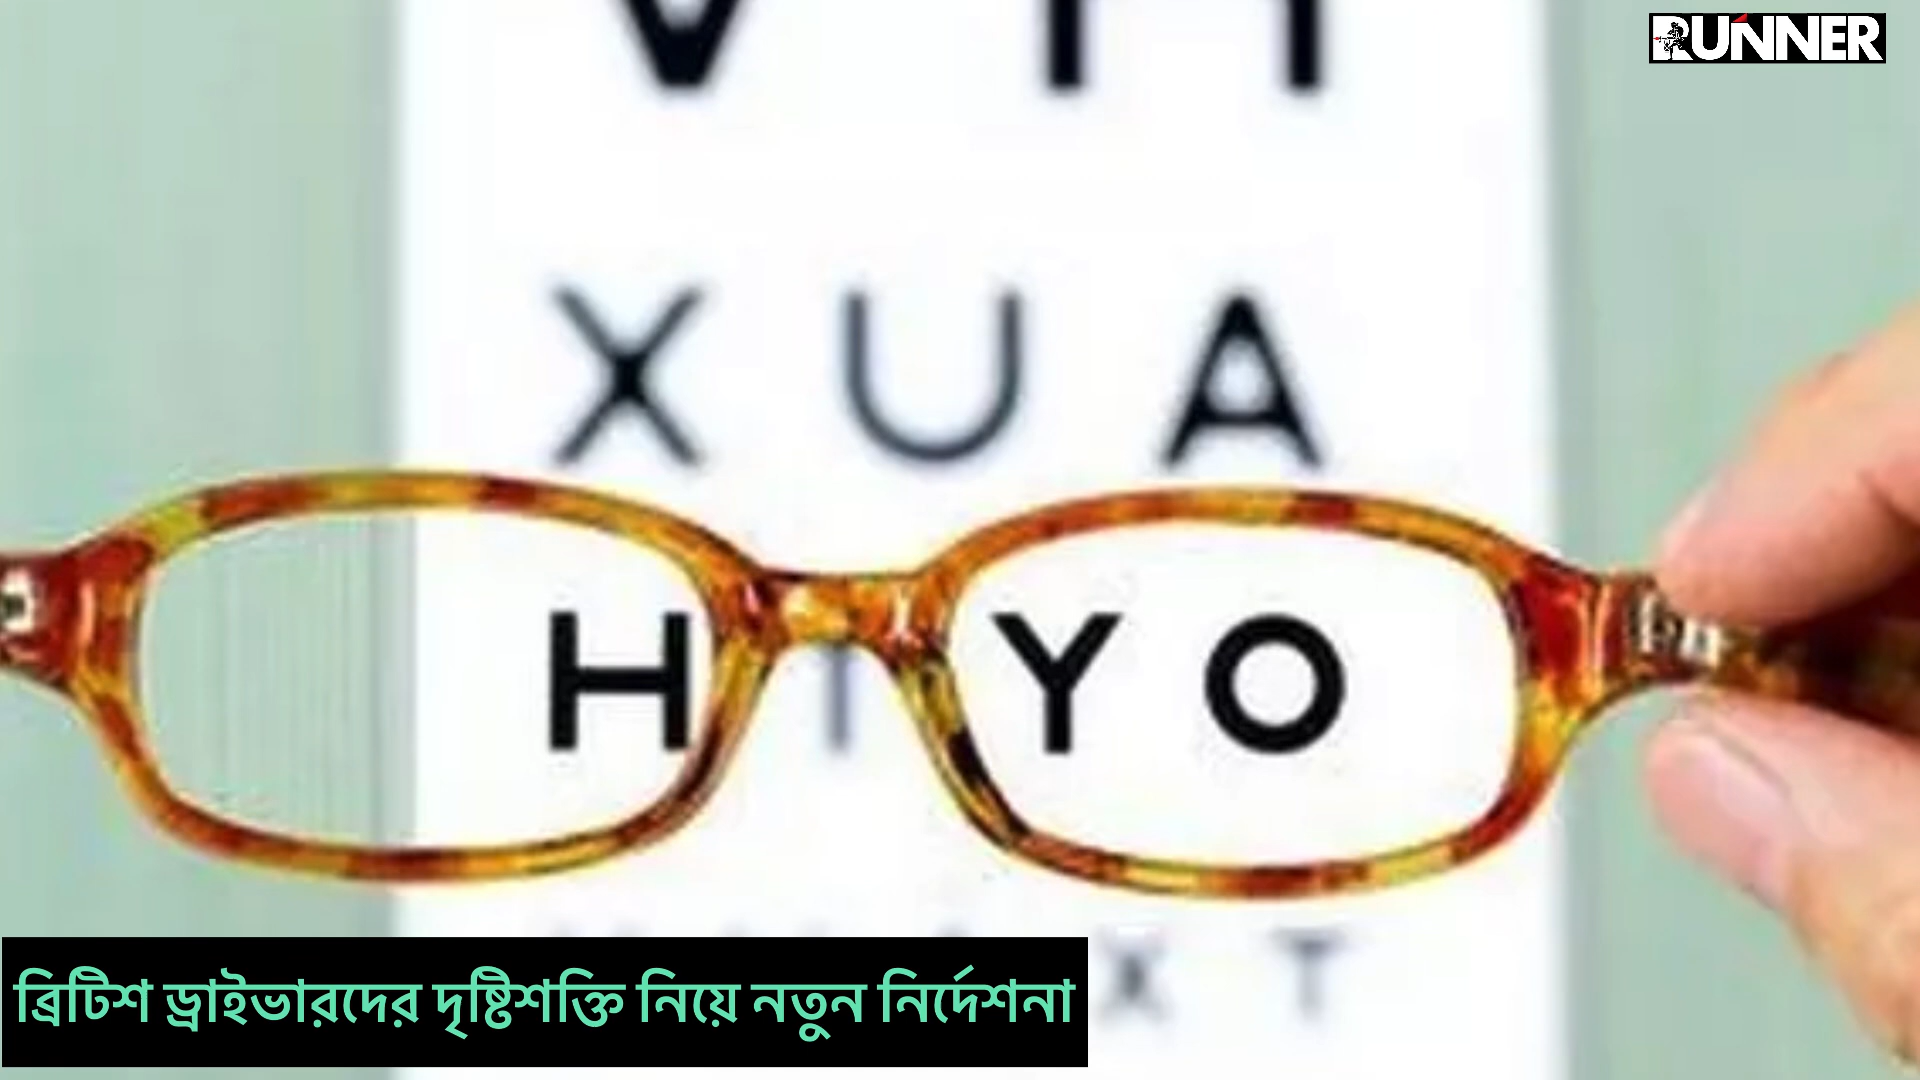 RUNNER
V H
X U A
H T Y O
X T
ব্রিটিশ ড্রাইভারদের দৃষ্টিশক্তি নিয়ে নতুন নির্দেশনা